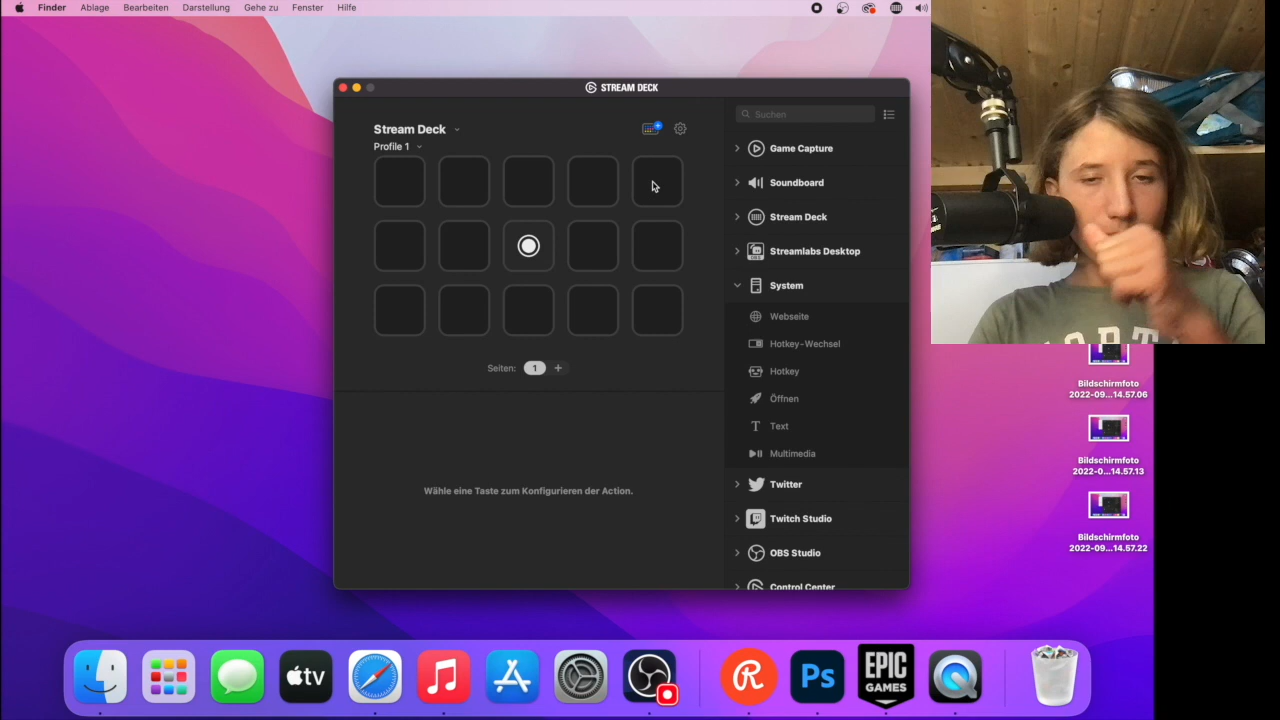 Finder Ablage Bearbeiten Darstellung Gehe zu Fenster Hilfe
STREAM DECK
Stream Deck
Profile 1
Seiten: 1 +
Wähle eine Taste zum Konfigurieren der Action.
Suchen
Game Capture
Soundboard
Stream Deck
Streamlabs Desktop
System
Webseite
Hotkey-Wechsel
Hotkey
Öffnen
Text
Multimedia
Twitter
Twitch Studio
OBS Studio
Control Center
Bildschirmfoto
2022-09...14.57.06
Bildschirmfoto
2022-0...14.57.13
Bildschirmfoto
2022-09...14.57.22
tv
Ps
EPIC
GAMES